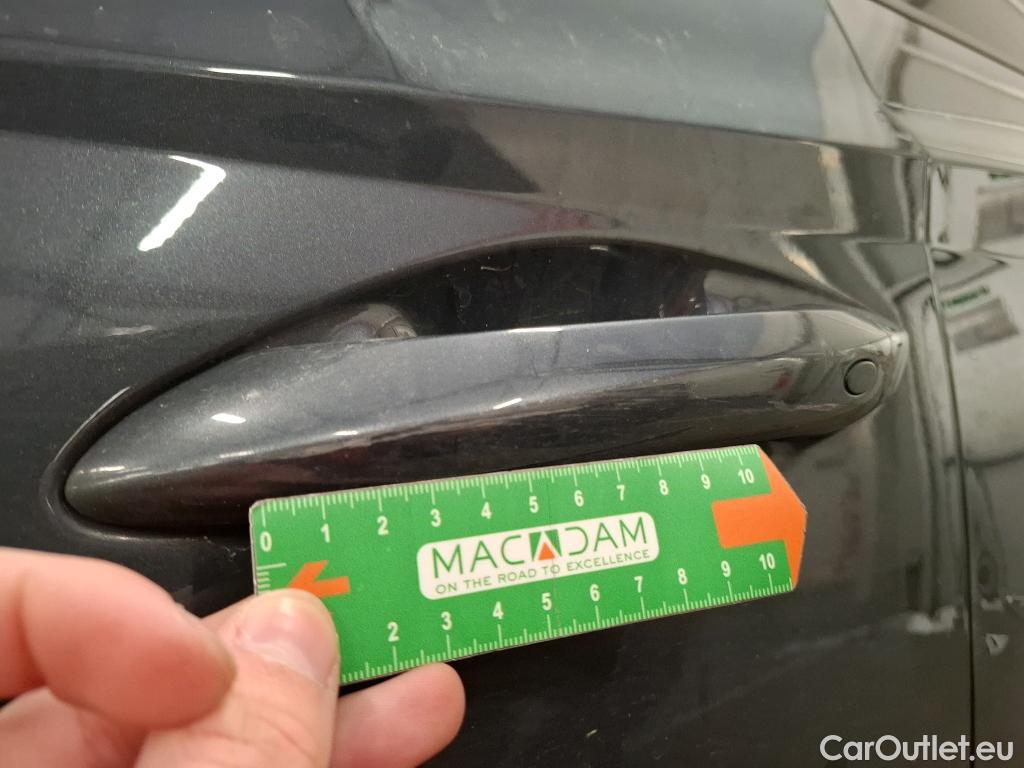 0 1 2 3 4 5 6 7 8 9 10
MACADAM
ON THE ROAD TO EXCELLENCE
2 3 4 5 6 7 8 9 10
CarOutlet.eu